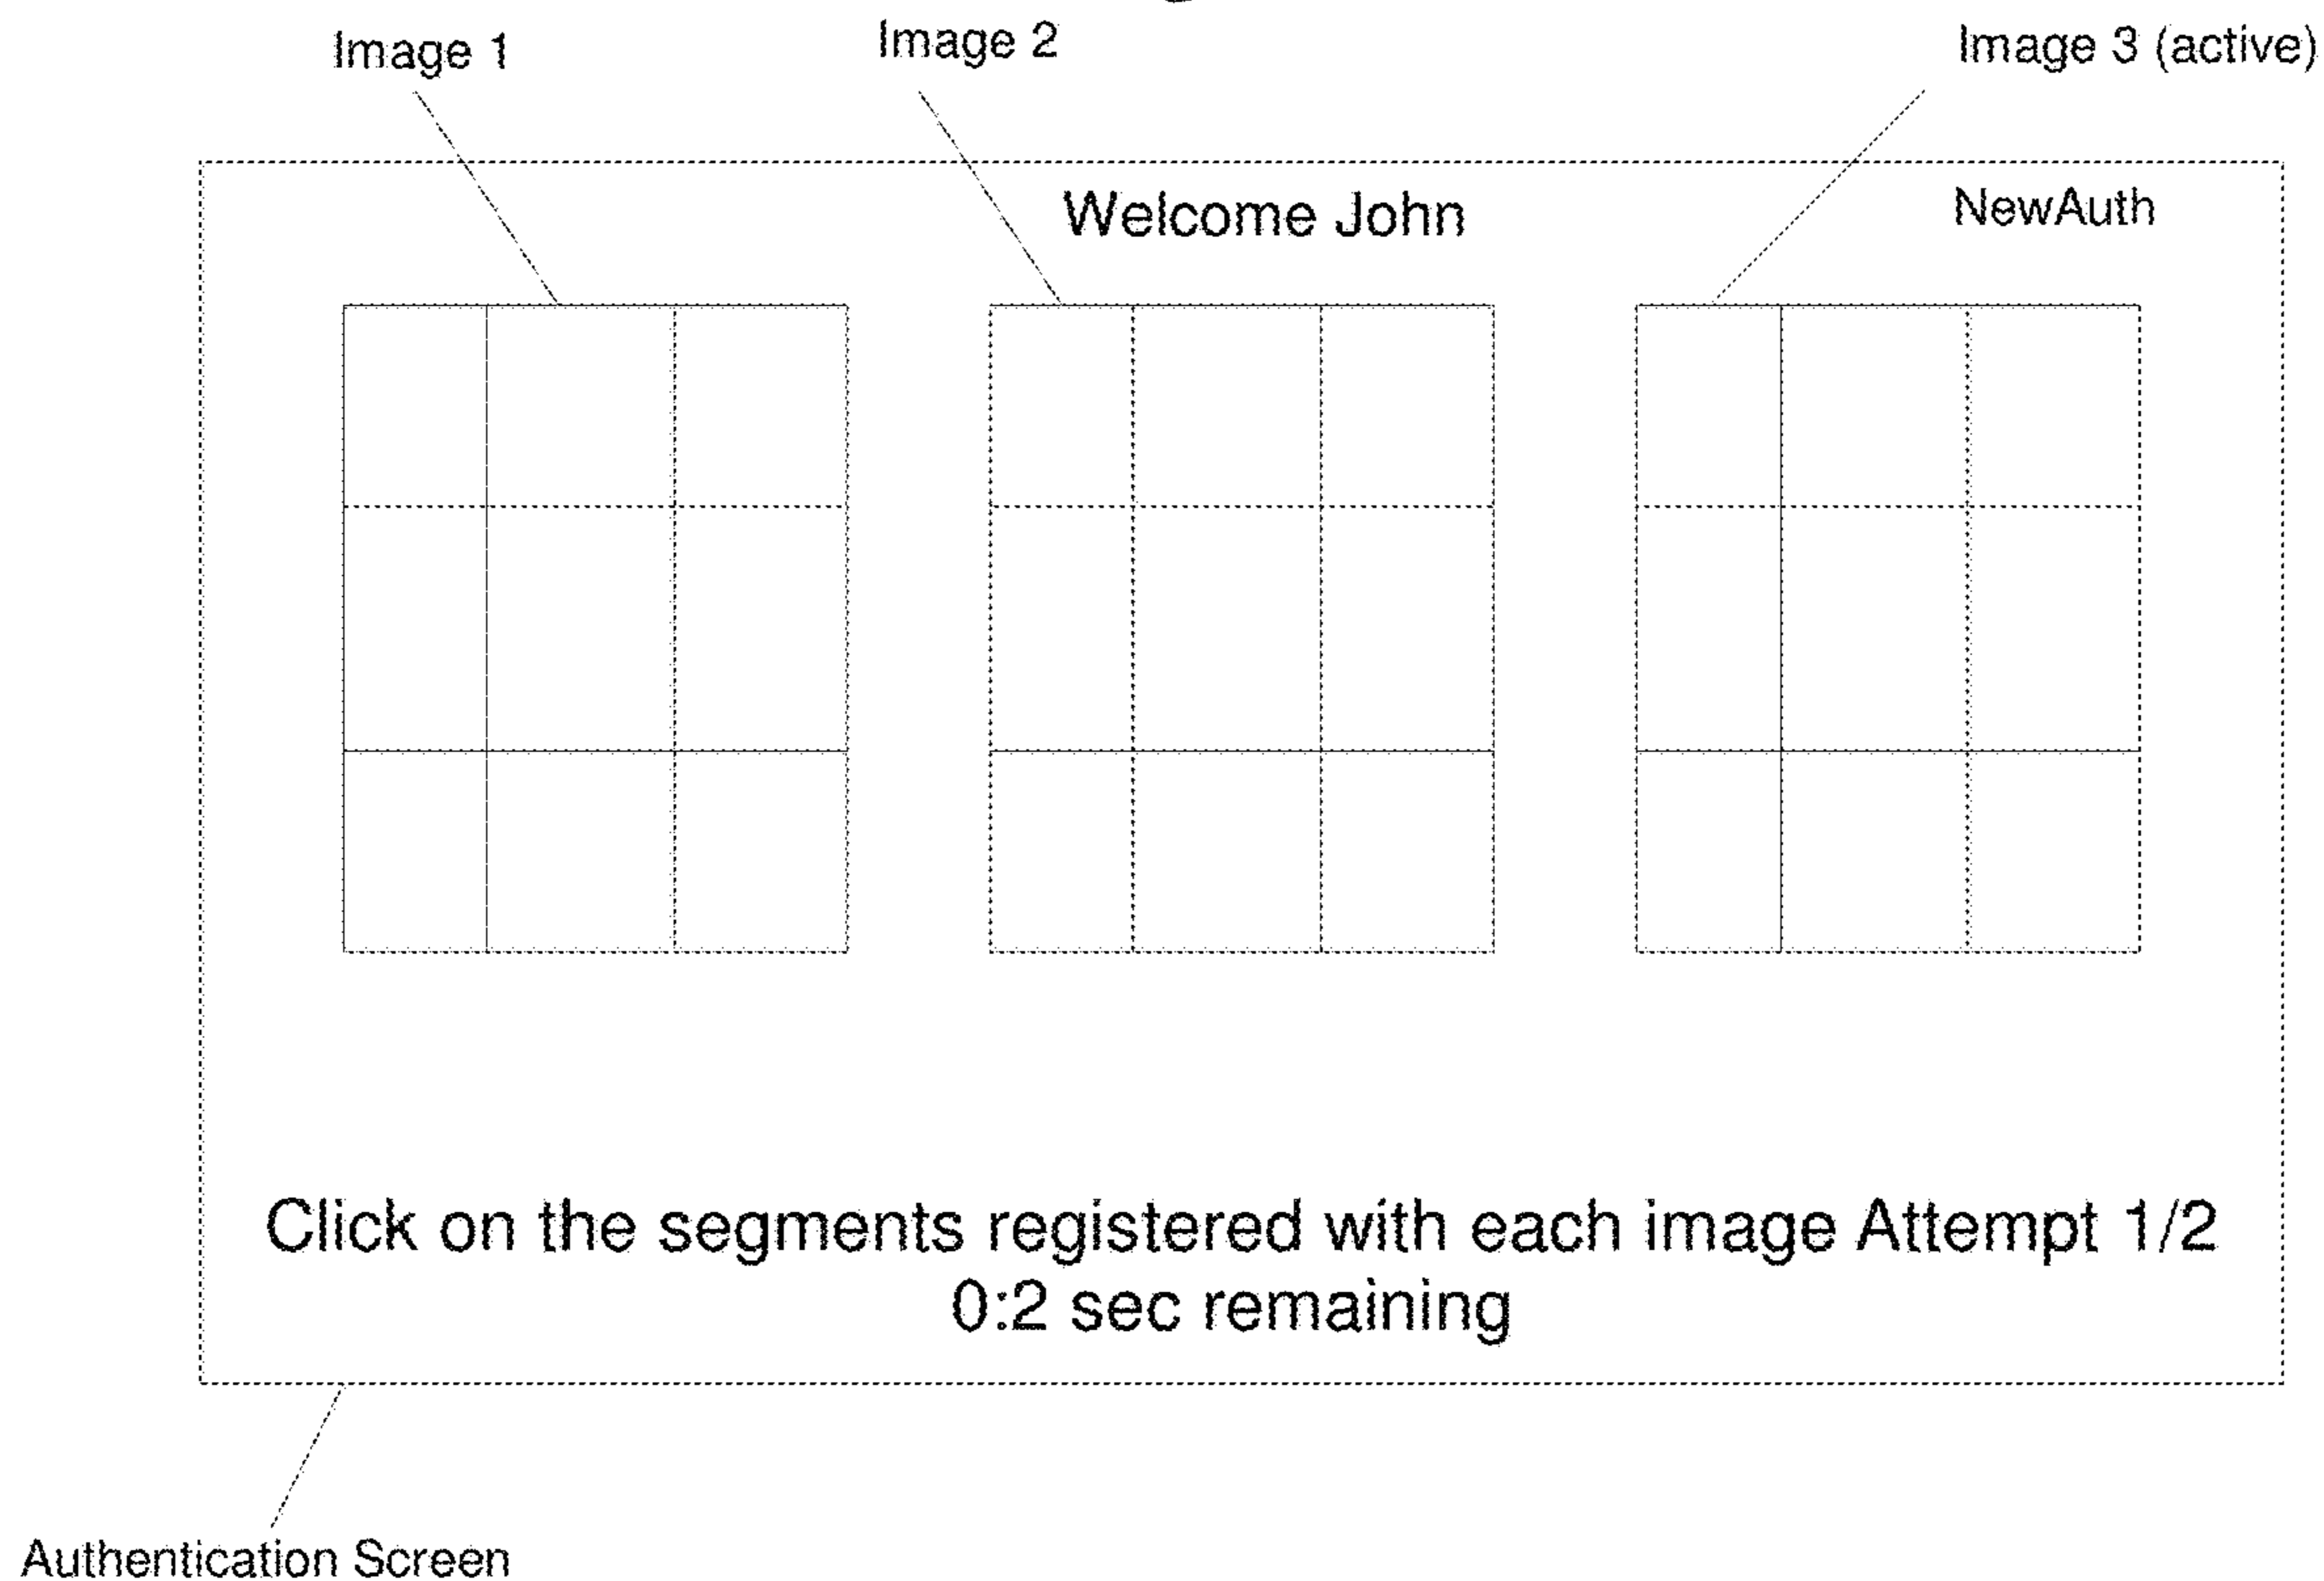 Image 1
Image 2
Image 3 (active)
Welcome John
NewAuth
Click on the segments registered with each image Attempt 1/2
0:2 sec remaining
Authentication Screen